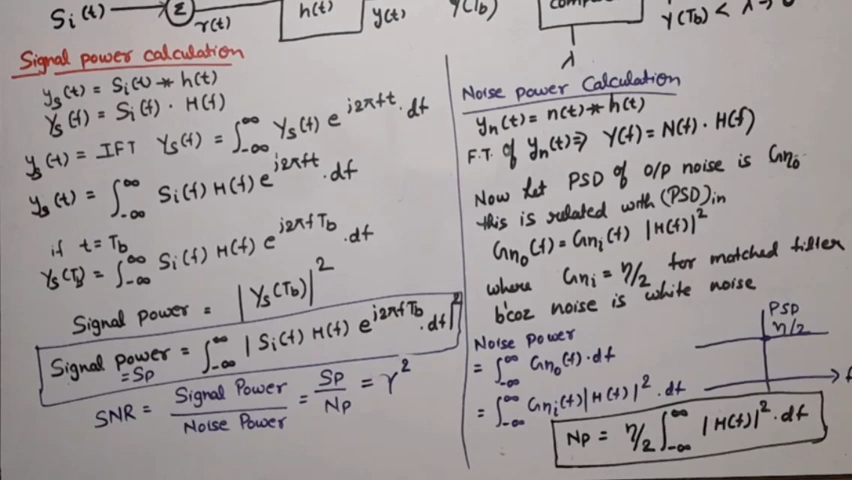 Si(t)
Σ
r(t)
h(t)
y(t)
Y(Tb)
Y(Tb) < λ → 0
λ
Signal power calculation
ys(t) = Si(t) * h(t)
Ys(f) = Si(f) · H(f)
ys(t) = IFT Ys(f) = ∫_{-∞}^{∞} Ys(f) e^{j2πft} · df
ys(t) = ∫_{-∞}^{∞} Si(f) H(f) e^{j2πft} · df
if t = Tb
Ys(Tb) = ∫_{-∞}^{∞} Si(f) H(f) e^{j2πfTb} · df
Signal power = |Ys(Tb)|²
Signal power = ∫_{-∞}^{∞} | Si(f) H(f) e^{j2πfTb} · df|²
= Sp
SNR = Signal Power / Noise Power = Sp / Np = γ²
Noise power Calculation
yn(t) = n(t) * h(t)
F.T. of yn(t) ⇒ Y(f) = N(f) · H(f)
Now let PSD of o/p noise is Gno
this is related with (PSD)in
Gno(f) = Gni(f) |H(f)|²
where Gni = η/2 for matched filter
b'coz noise is white noise
Noise Power
= ∫_{-∞}^{∞} Gno(f) · df
= ∫_{-∞}^{∞} Gni(f) |H(f)|² · df
Np = η/2 ∫_{-∞}^{∞} |H(f)|² · df
PSD
η/2
f